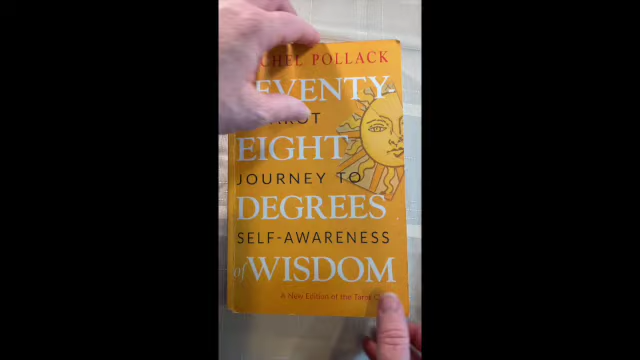 CHEL POLLACK
EVENTY-
AROT
EIGHT
JOURNEY TO
DEGREES
SELF-AWARENESS
of WISDOM
A New Edition of the Tarot